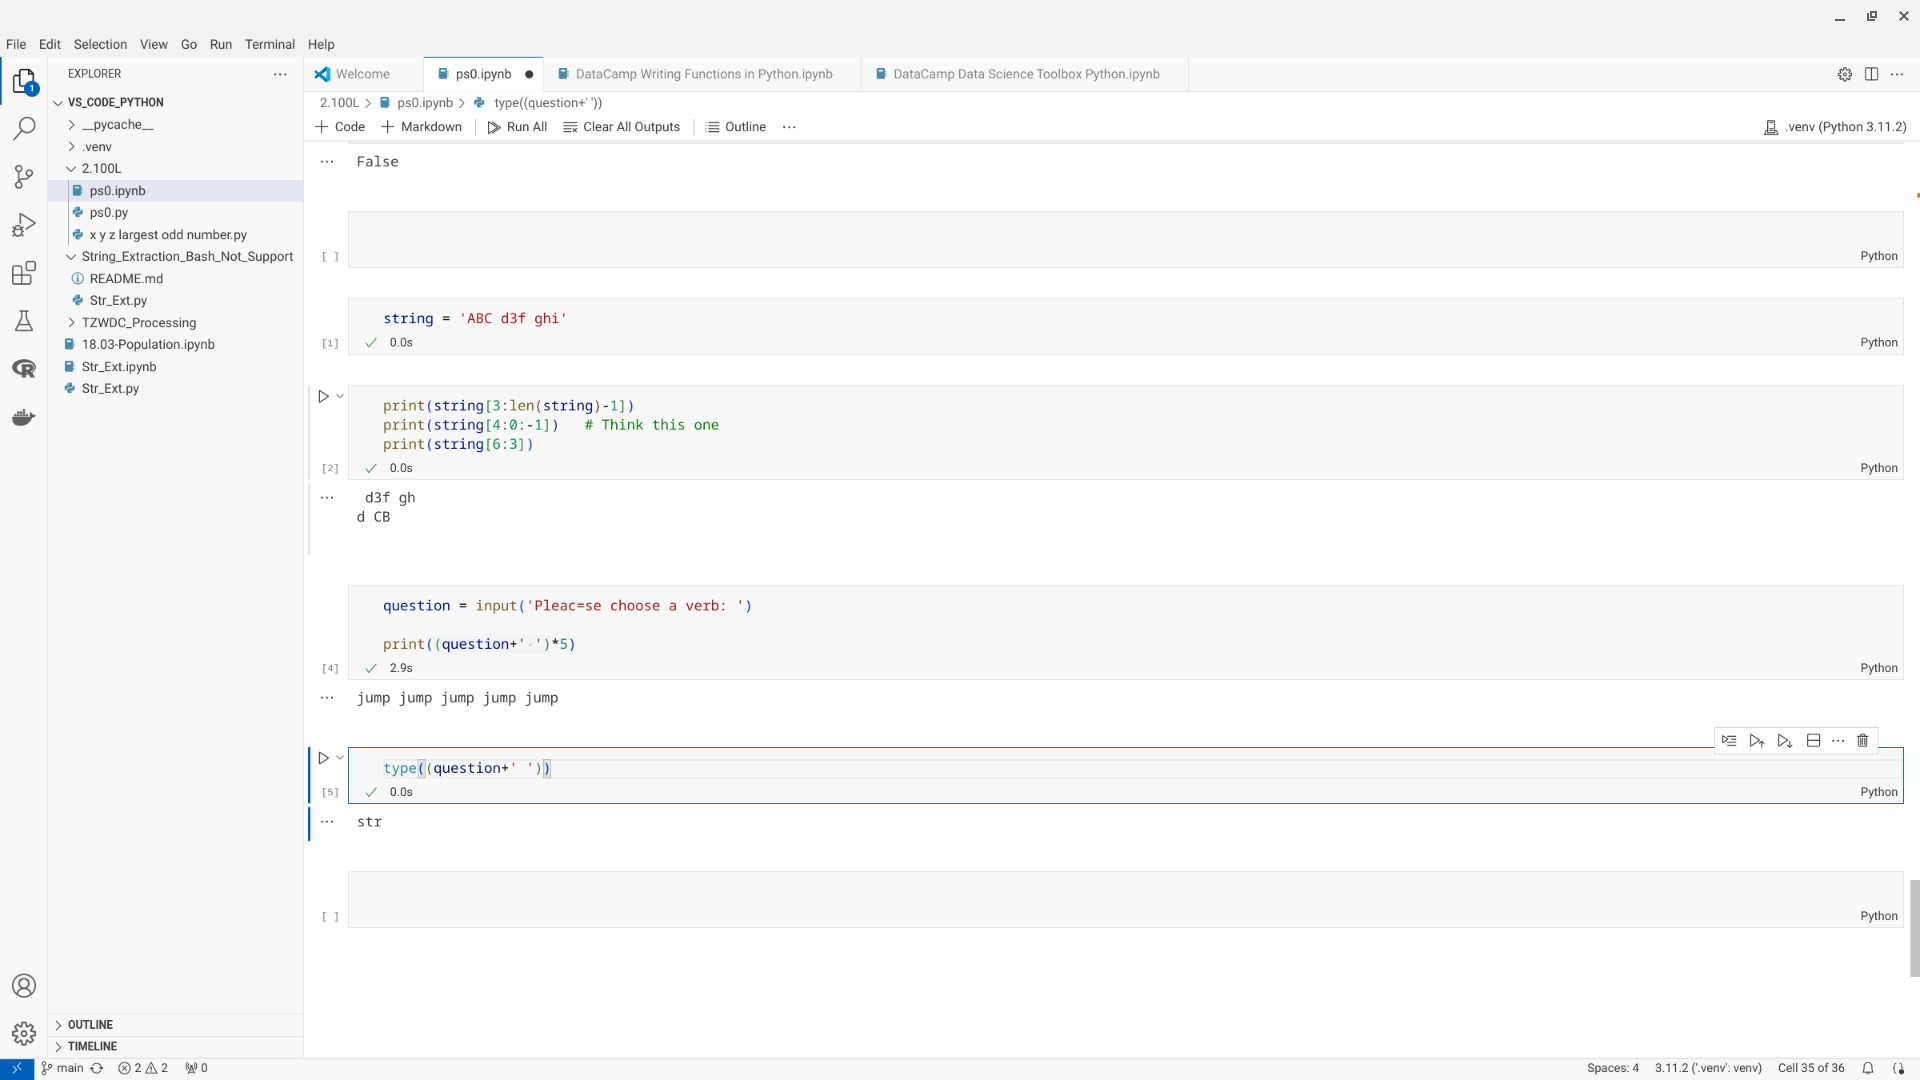 File Edit Selection View Go Run Terminal Help
EXPLORER
Welcome
ps0.ipynb
DataCamp Writing Functions in Python.ipynb
DataCamp Data Science Toolbox Python.ipynb
1
VS_CODE_PYTHON
__pycache__
.venv
2.100L
ps0.ipynb
ps0.py
x y z largest odd number.py
String_Extraction_Bash_Not_Support
README.md
Str_Ext.py
TZWDC_Processing
18.03-Population.ipynb
Str_Ext.ipynb
Str_Ext.py
OUTLINE
TIMELINE
2.100L > ps0.ipynb > type((question+' '))
+ Code + Markdown Run All Clear All Outputs Outline ...
.venv (Python 3.11.2)
... False
[ ]
Python
string = 'ABC d3f ghi'
[1] 0.0s
Python
print(string[3:len(string)-1])
print(string[4:0:-1])   # Think this one
print(string[6:3])
[2] 0.0s
Python
... d3f gh
d CB
question = input('Pleac=se choose a verb: ')
print((question+'·')*5)
[4] 2.9s
Python
... jump jump jump jump jump
type((question+' '))
[5] 0.0s
Python
... str
[ ]
Python
main 2 2 0
Spaces: 4 3.11.2 ('.venv': venv) Cell 35 of 36